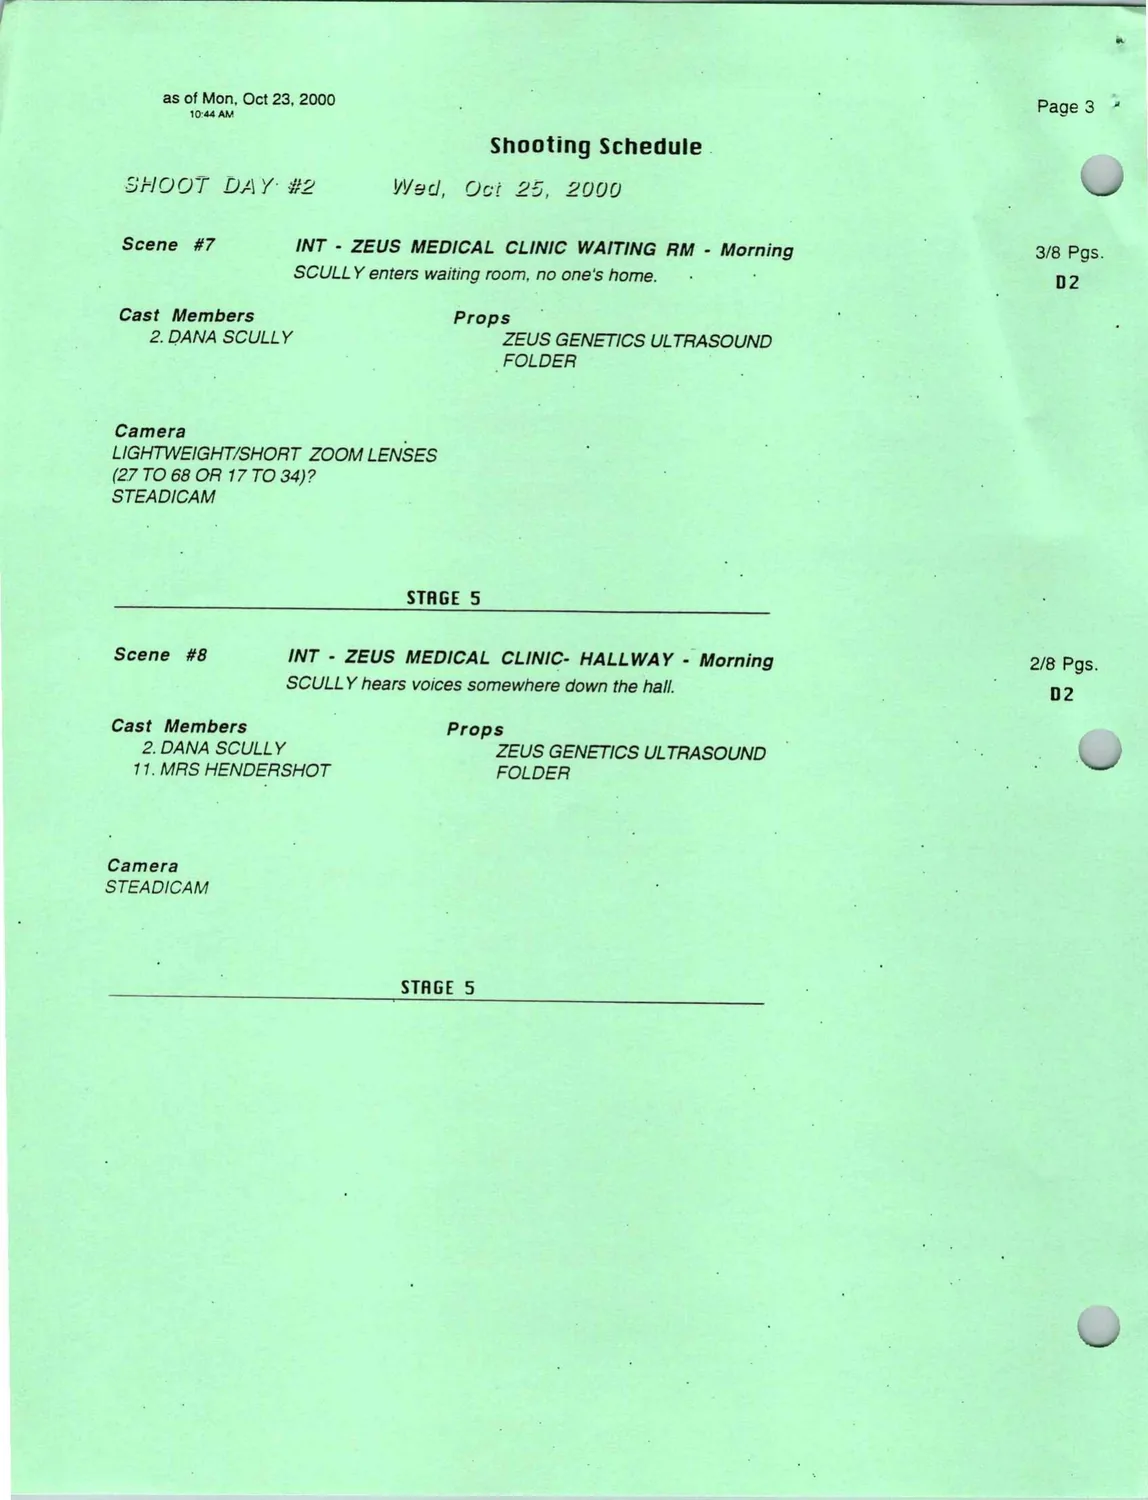 as of Mon, Oct 23, 2000
10:44 AM
Page 3
Shooting Schedule
SHOOT DAY #2 Wed, Oct 25, 2000
Scene #7 INT - ZEUS MEDICAL CLINIC WAITING RM - Morning 3/8 Pgs.
SCULLY enters waiting room, no one's home. D2
Cast Members Props
2. DANA SCULLY ZEUS GENETICS ULTRASOUND
FOLDER
Camera
LIGHTWEIGHT/SHORT ZOOM LENSES
(27 TO 68 OR 17 TO 34)?
STEADICAM
STAGE 5
Scene #8 INT - ZEUS MEDICAL CLINIC- HALLWAY - Morning 2/8 Pgs.
SCULLY hears voices somewhere down the hall. D2
Cast Members Props
2. DANA SCULLY ZEUS GENETICS ULTRASOUND
11. MRS HENDERSHOT FOLDER
Camera
STEADICAM
STAGE 5